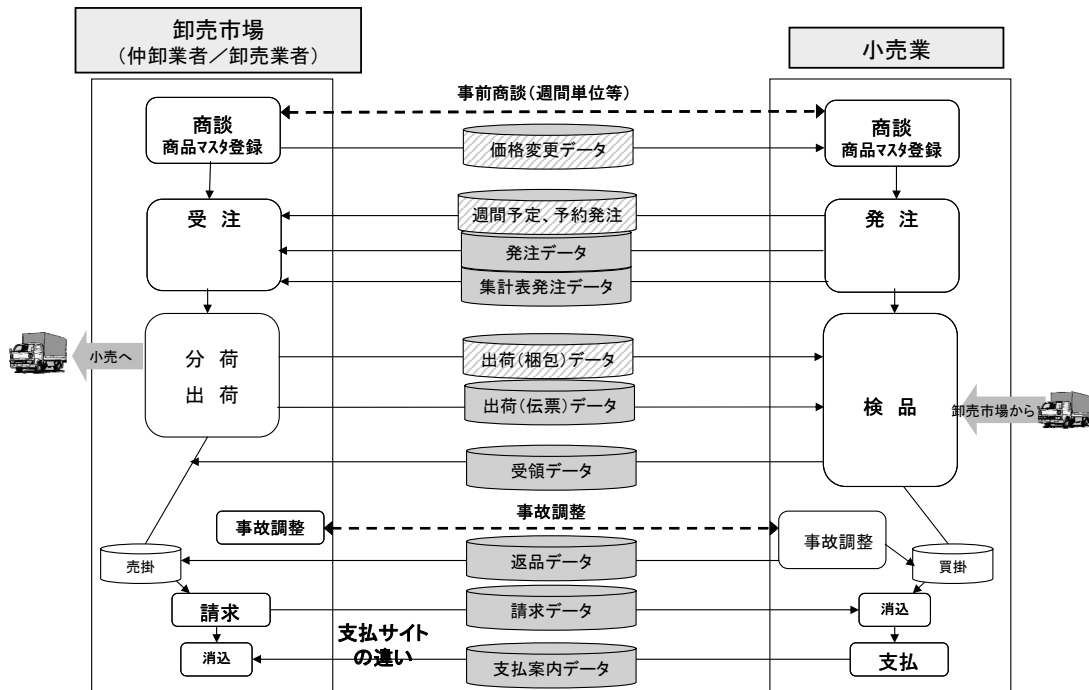 卸売市場
（仲卸業者／卸売業者）
小売業
事前商談（週間単位等）
商談
商品マスタ登録
価格変更データ
商談
商品マスタ登録
受 注
週間予定、予約発注
発注データ
集計表発注データ
発 注
小売へ
分 荷
出 荷
出荷（梱包）データ
出荷（伝票）データ
検 品
卸売市場から
受領データ
事故調整
事故調整
事故調整
売掛
返品データ
買掛
請求
請求データ
消込
支払サイト
の違い
消込
支払案内データ
支払